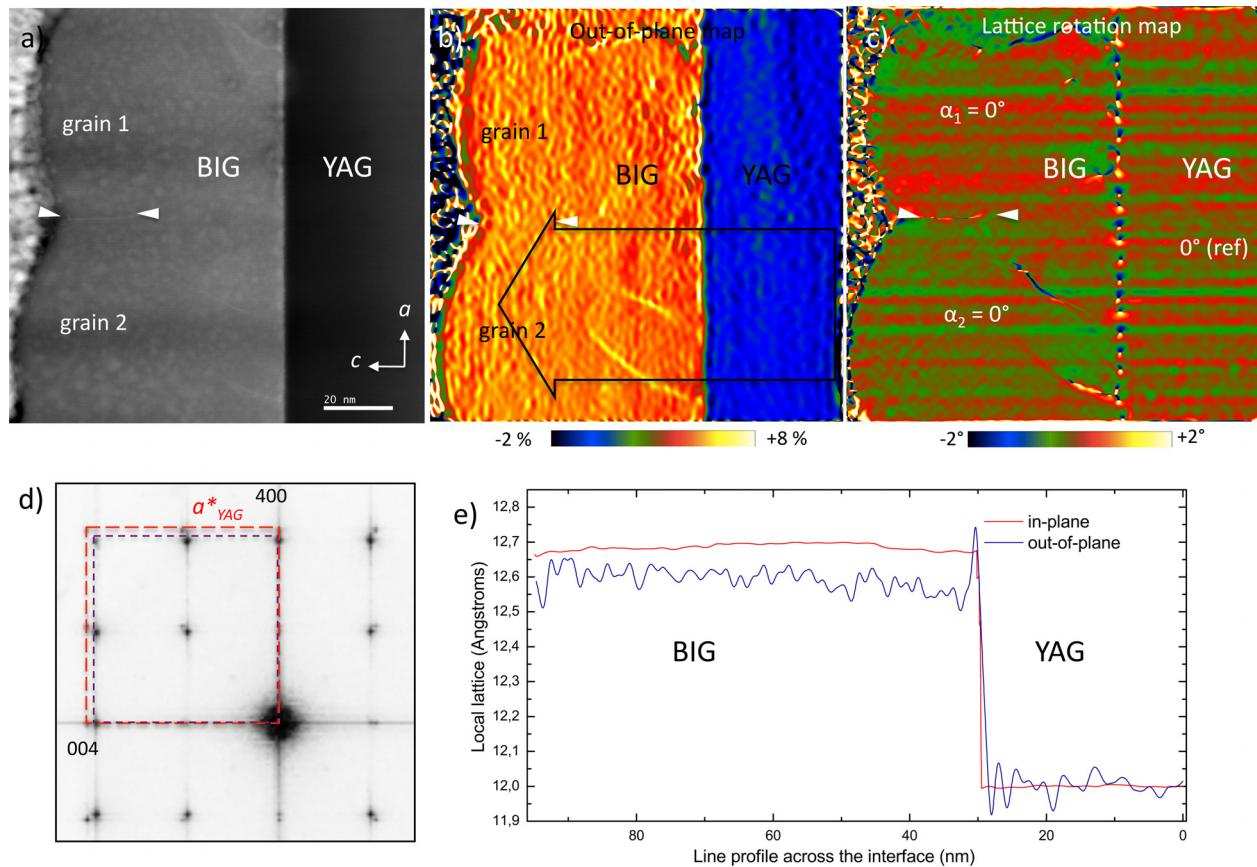 a)
grain 1
BIG
YAG
grain 2
a
c
20 nm
b)
Out-of-plane map
grain 1
BIG
YAG
grain 2
-2 %
+8 %
c)
Lattice rotation map
α1 = 0°
BIG
YAG
0° (ref)
α2 = 0°
-2°
+2°
d)
400
a*YAG
004
e)
12,8
12,7
12,6
12,5
12,4
12,3
12,2
12,1
12,0
11,9
Local lattice (Angstroms)
in-plane
out-of-plane
BIG
YAG
80
60
40
20
0
Line profile across the interface (nm)